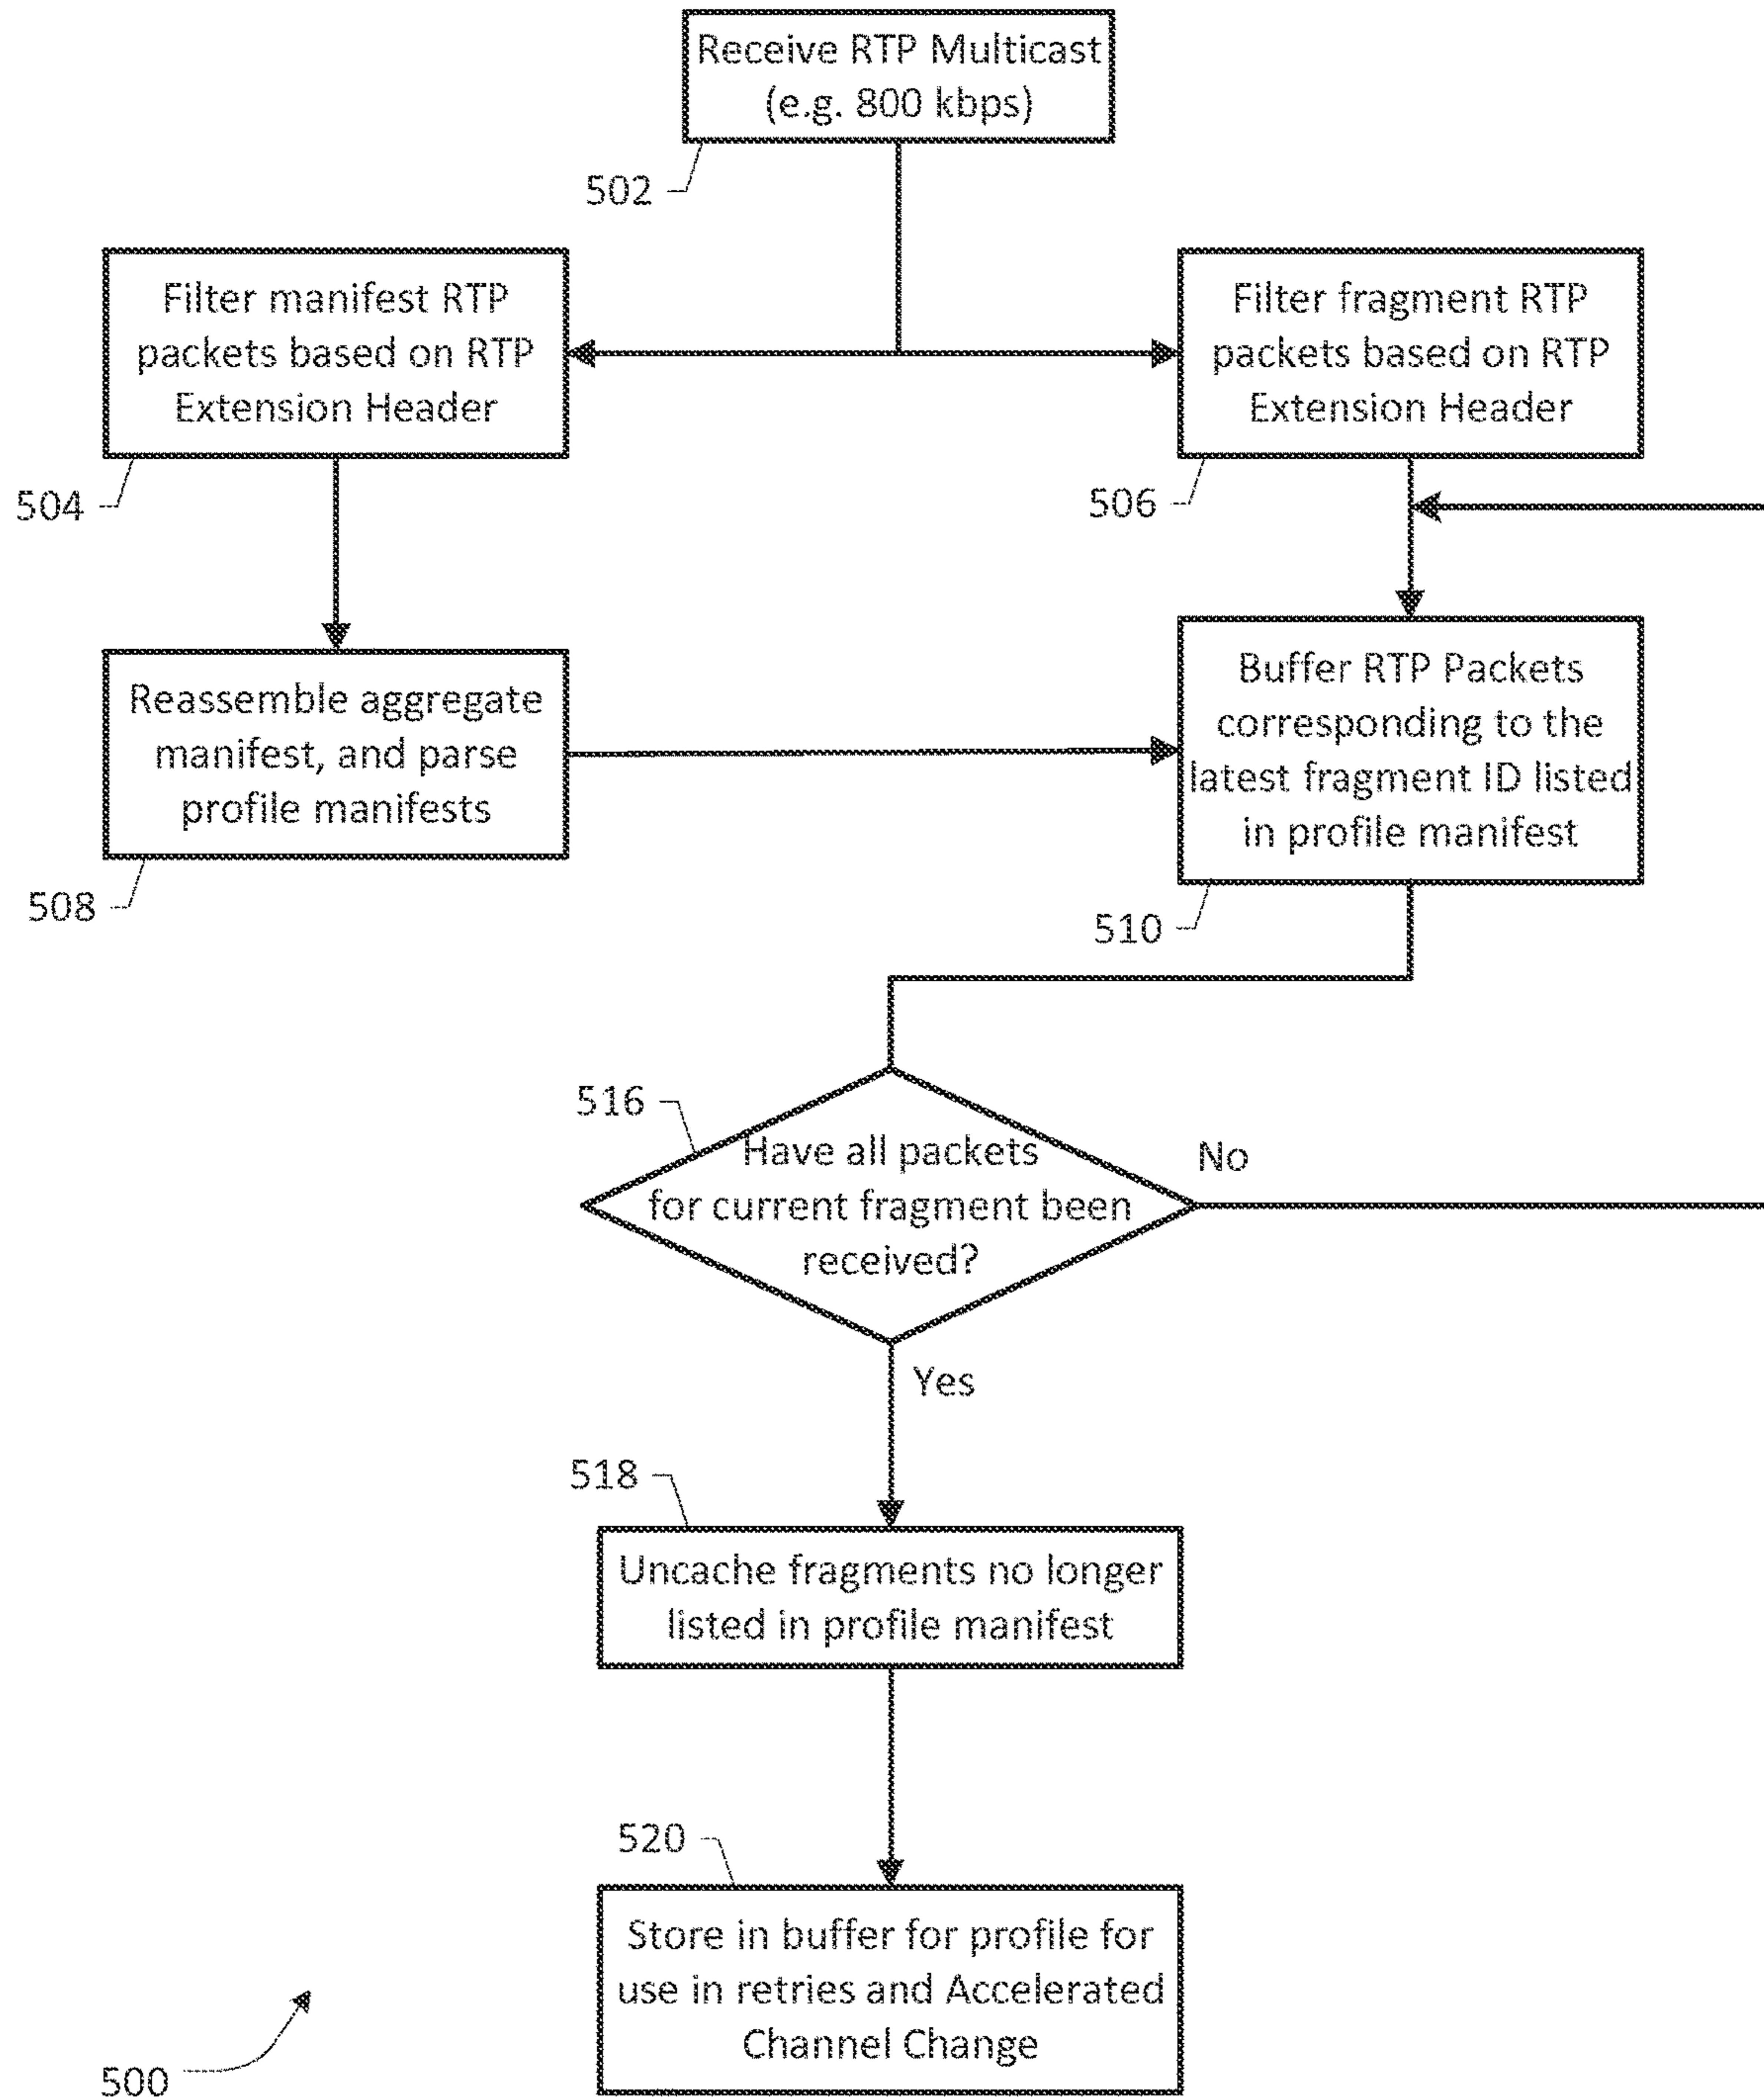 Receive RTP Multicast
(e.g. 800 kbps)
502
Filter manifest RTP
packets based on RTP
Extension Header
504
Filter fragment RTP
packets based on RTP
Extension Header
506
Reassemble aggregate
manifest, and parse
profile manifests
508
Buffer RTP Packets
corresponding to the
latest fragment ID listed
in profile manifest
510
516
Have all packets
for current fragment been
received?
No
Yes
518
Uncache fragments no longer
listed in profile manifest
520
Store in buffer for profile for
use in retries and Accelerated
Channel Change
500